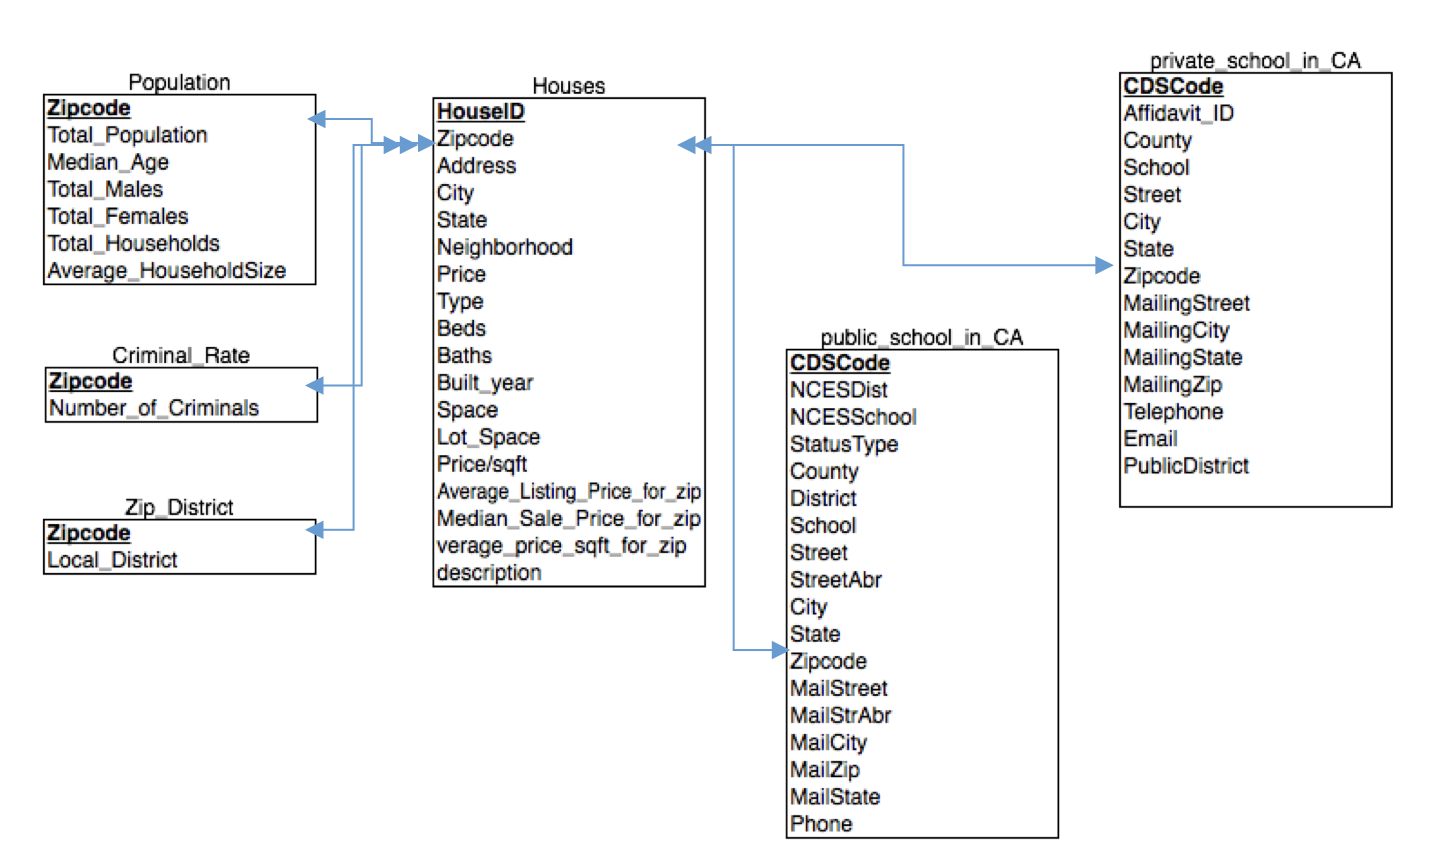 Population
Zipcode
Total_Population
Median_Age
Total_Males
Total_Females
Total_Households
Average_HouseholdSize
Criminal_Rate
Zipcode
Number_of_Criminals
Zip_District
Zipcode
Local_District
Houses
HouseID
Zipcode
Address
City
State
Neighborhood
Price
Type
Beds
Baths
Built_year
Space
Lot_Space
Price/sqft
Average_Listing_Price_for_zip
Median_Sale_Price_for_zip
verage_price_sqft_for_zip
description
public_school_in_CA
CDSCode
NCESDist
NCESSchool
StatusType
County
District
School
Street
StreetAbr
City
State
Zipcode
MailStreet
MailStrAbr
MailCity
MailZip
MailState
Phone
private_school_in_CA
CDSCode
Affidavit_ID
County
School
Street
City
State
Zipcode
MailingStreet
MailingCity
MailingState
MailingZip
Telephone
Email
PublicDistrict